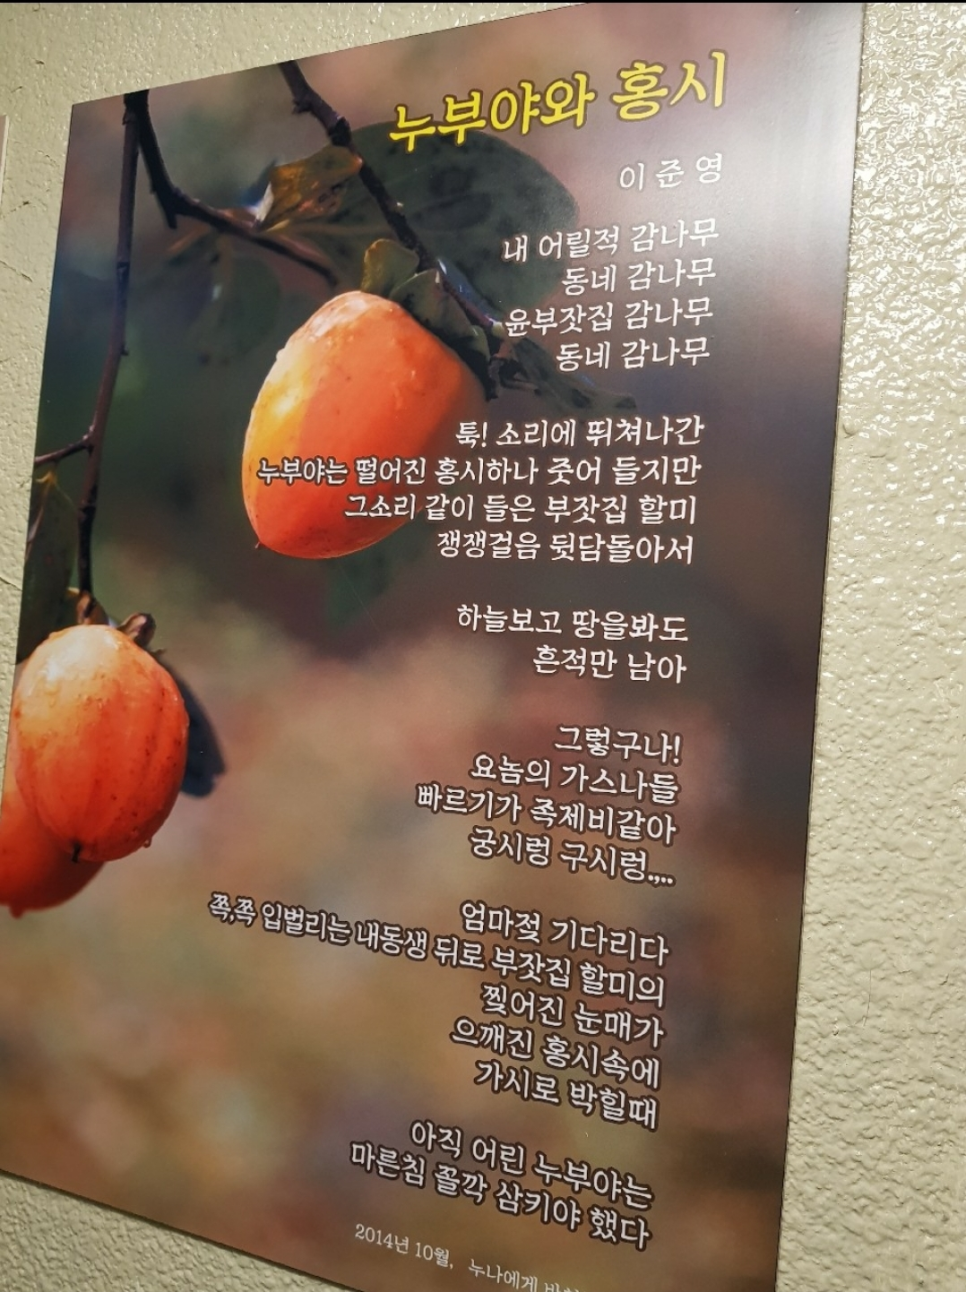 누부야와 홍시
이 준 영
내 어릴적 감나무
동네 감나무
윤부잣집 감나무
동네 감나무
툭! 소리에 뛰쳐나간
누부야는 떨어진 홍시하나 줏어 들지만
그소리 같이 들은 부잣집 할미
쟁쟁걸음 뒷담돌아서
하늘보고 땅을봐도
흔적만 남아
그렇구나!
요놈의 가스나들
빠르기가 족제비같아
궁시렁 구시렁.,..
엄마젖 기다리다
쪽,쪽 입벌리는 내동생 뒤로 부잣집 할미의
찢어진 눈매가
으깨진 홍시속에
가시로 박힐때
아직 어린 누부야는
마른침 꼴깍 삼키야 했다
2014년 10월, 누나에게